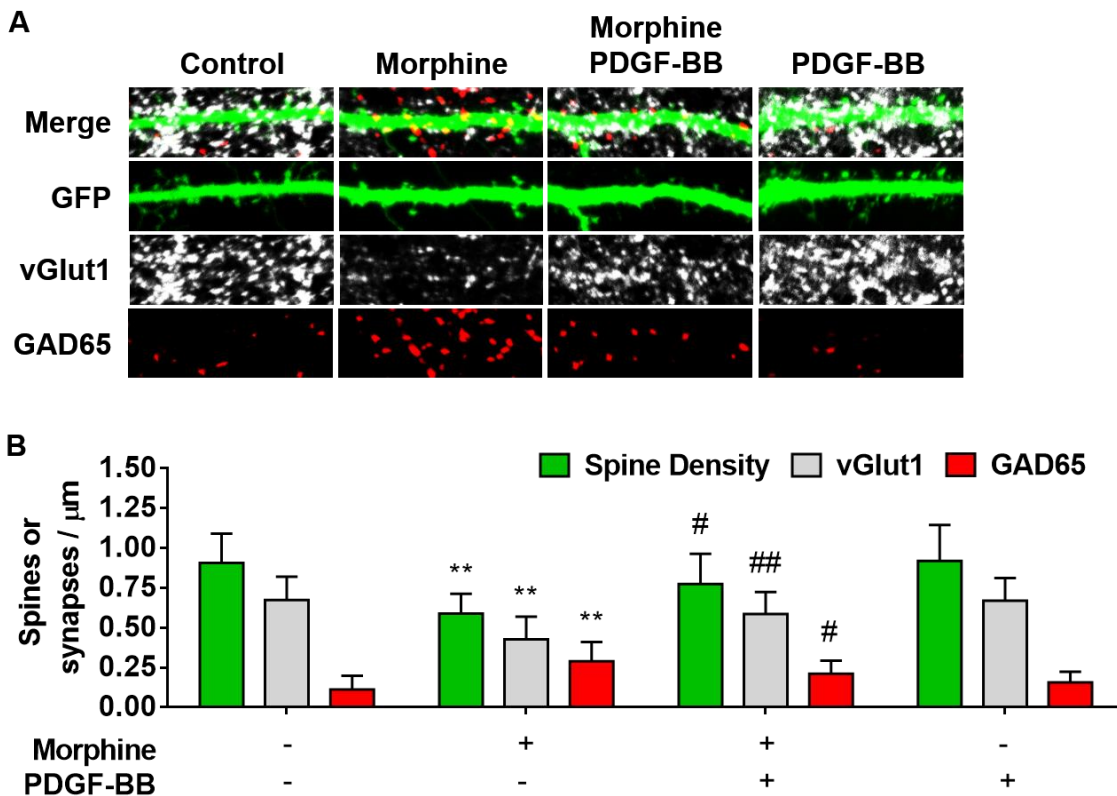 A
Control Morphine Morphine PDGF-BB PDGF-BB
Merge
GFP
vGlut1
GAD65
B
Spine Density vGlut1 GAD65
Spines or
synapses / μm
1.50
1.25
1.00
0.75
0.50
0.25
0.00
** ** **
# ## #
Morphine - + + -
PDGF-BB - - + +